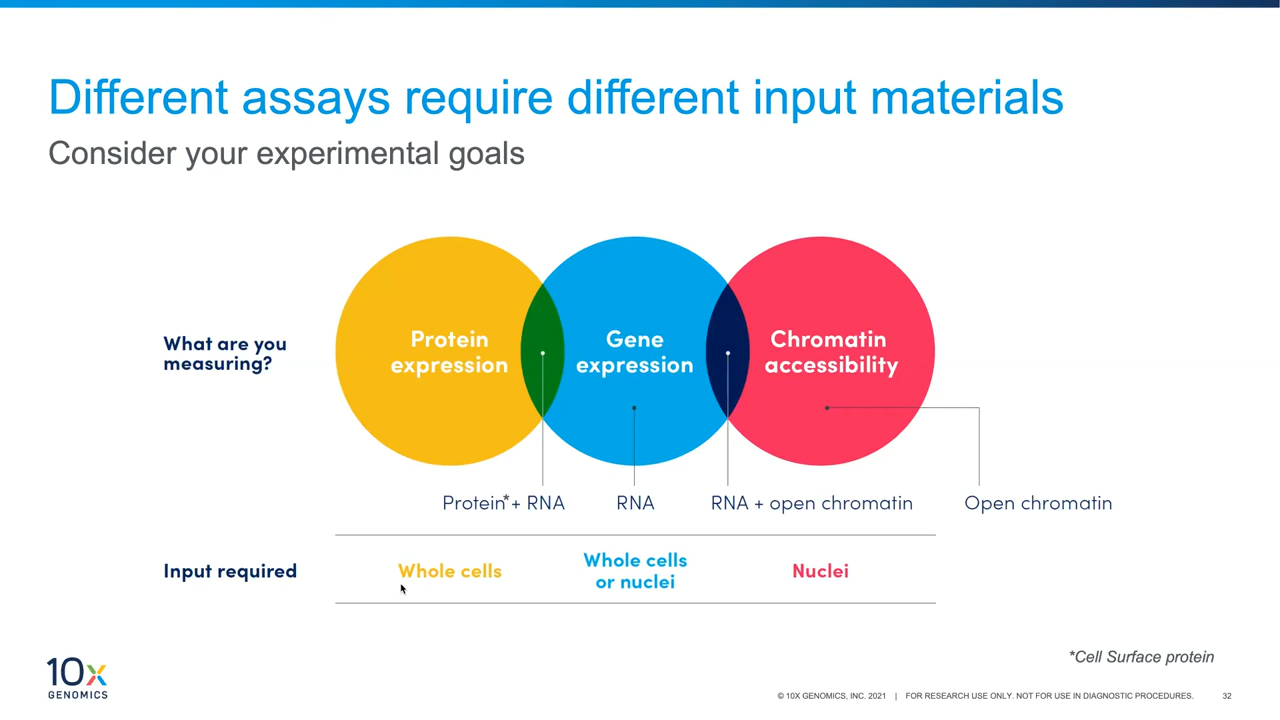 Different assays require different input materials
Consider your experimental goals
What are you
measuring?
Protein
expression
Gene
expression
Chromatin
accessibility
Protein* + RNA
RNA
RNA + open chromatin
Open chromatin
Input required
Whole cells
Whole cells
or nuclei
Nuclei
*Cell Surface protein
10x
GENOMICS
© 10X GENOMICS, INC. 2021 | FOR RESEARCH USE ONLY. NOT FOR USE IN DIAGNOSTIC PROCEDURES. 32